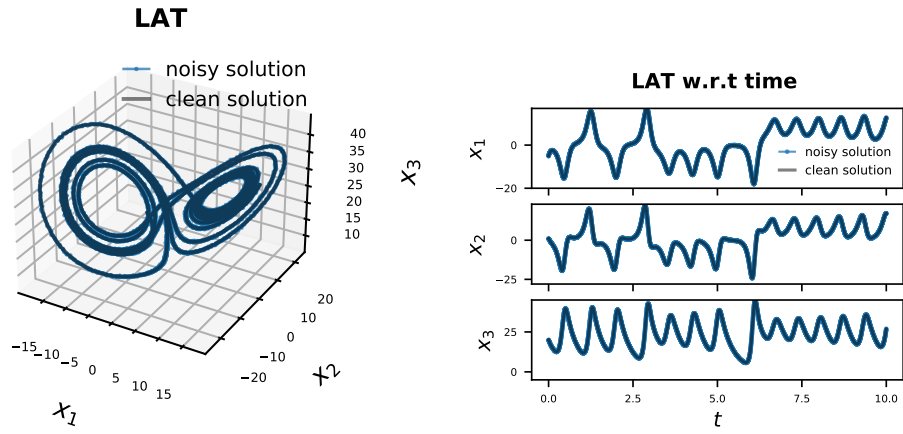 LAT
noisy solution
clean solution
40
35
30
25
20
15
10
x3
−15
−10
−5
0
5
10
15
x1
−20
−10
0
10
20
x2
LAT w.r.t time
x1
0
−20
noisy solution
clean solution
x2
0
−25
x3
25
0
0.0
2.5
5.0
7.5
10.0
t